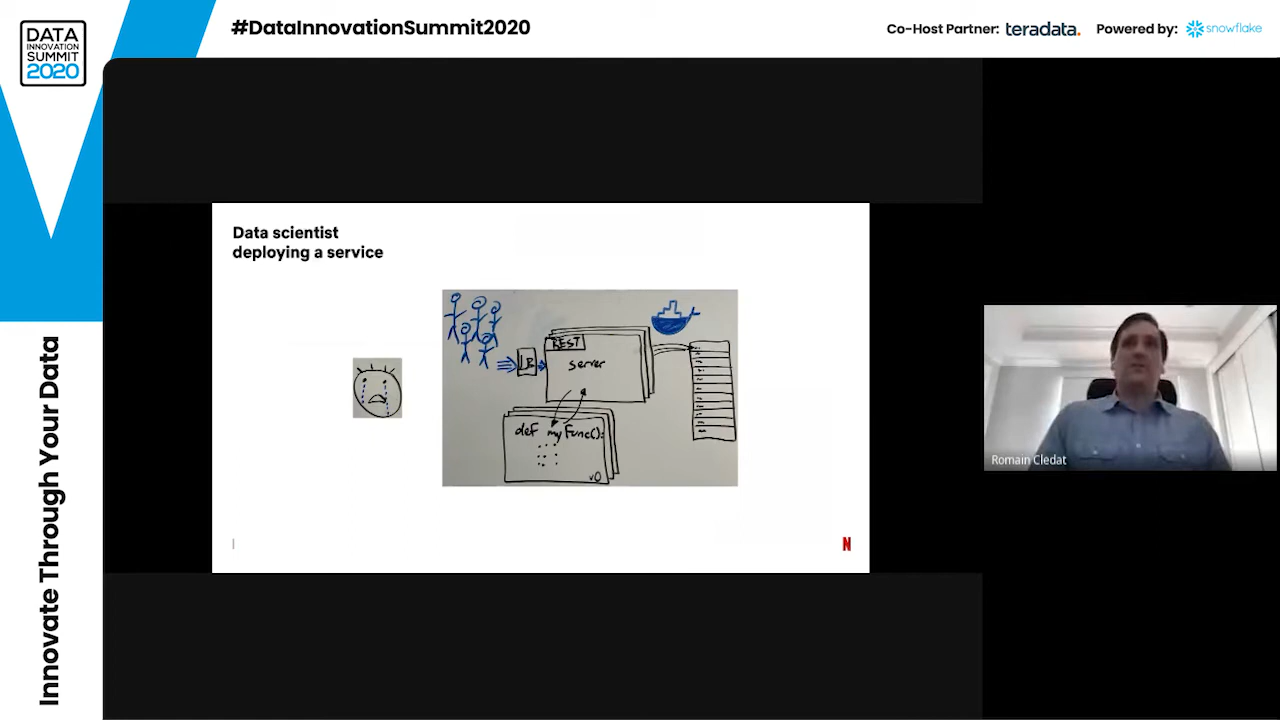 DATA
INNOVATION
SUMMIT
2020
#DataInnovationSummit2020
Co-Host Partner: teradata.
Powered by: snowflake
Innovate Through Your Data
Data scientist
deploying a service
REST
LB
server
def myFunc():
v0
N
Romain Cledat